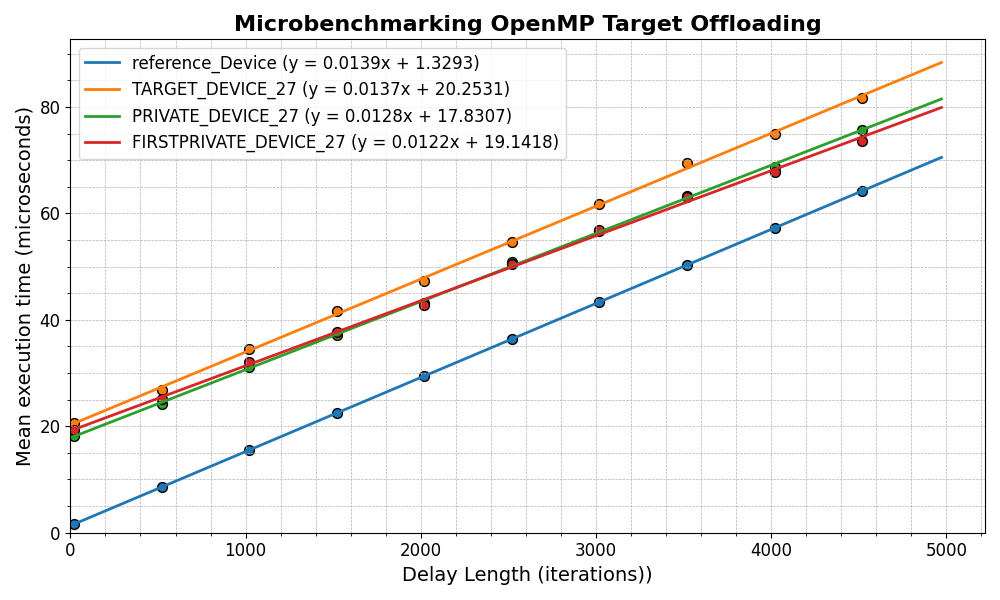 Microbenchmarking OpenMP Target Offloading
reference_Device (y = 0.0139x + 1.3293)
TARGET_DEVICE_27 (y = 0.0137x + 20.2531)
PRIVATE_DEVICE_27 (y = 0.0128x + 17.8307)
FIRSTPRIVATE_DEVICE_27 (y = 0.0122x + 19.1418)
Mean execution time (microseconds)
80
60
40
20
0
0 1000 2000 3000 4000 5000
Delay Length (iterations))